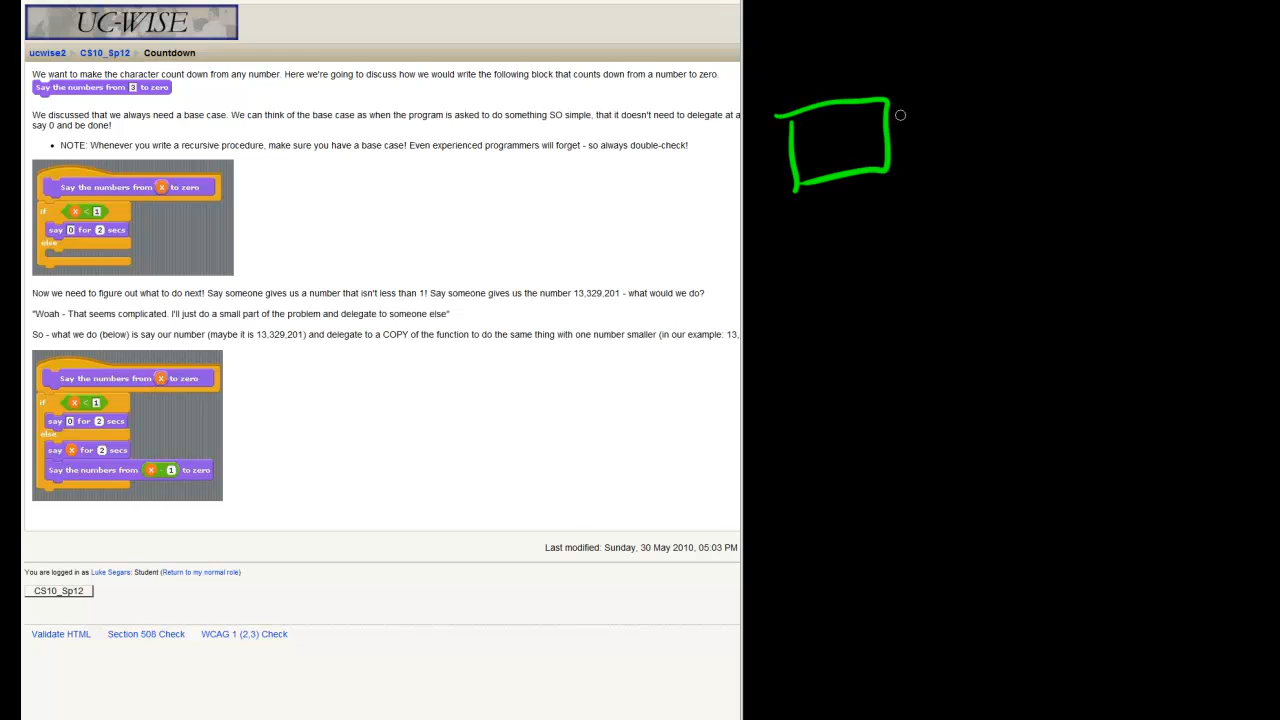 UC-WISE
ucwise2 ▶ CS10_Sp12 ▶ Countdown
We want to make the character count down from any number. Here we're going to discuss how we would write the following block that counts down from a number to zero.
Say the numbers from 3 to zero
We discussed that we always need a base case. We can think of the base case as when the program is asked to do something SO simple, that it doesn't need to delegate at a
say 0 and be done!
• NOTE: Whenever you write a recursive procedure, make sure you have a base case! Even experienced programmers will forget - so always double-check!
Say the numbers from x to zero
if x < 1
say 0 for 2 secs
else
Now we need to figure out what to do next! Say someone gives us a number that isn't less than 1! Say someone gives us the number 13,329,201 - what would we do?
"Woah - That seems complicated. I'll just do a small part of the problem and delegate to someone else"
So - what we do (below) is say our number (maybe it is 13,329,201) and delegate to a COPY of the function to do the same thing with one number smaller (in our example: 13,
Say the numbers from x to zero
if x < 1
say 0 for 2 secs
else
say x for 2 secs
Say the numbers from x - 1 to zero
Last modified: Sunday, 30 May 2010, 05:03 PM
You are logged in as Luke Segars: Student (Return to my normal role)
CS10_Sp12
Validate HTML Section 508 Check WCAG 1 (2,3) Check